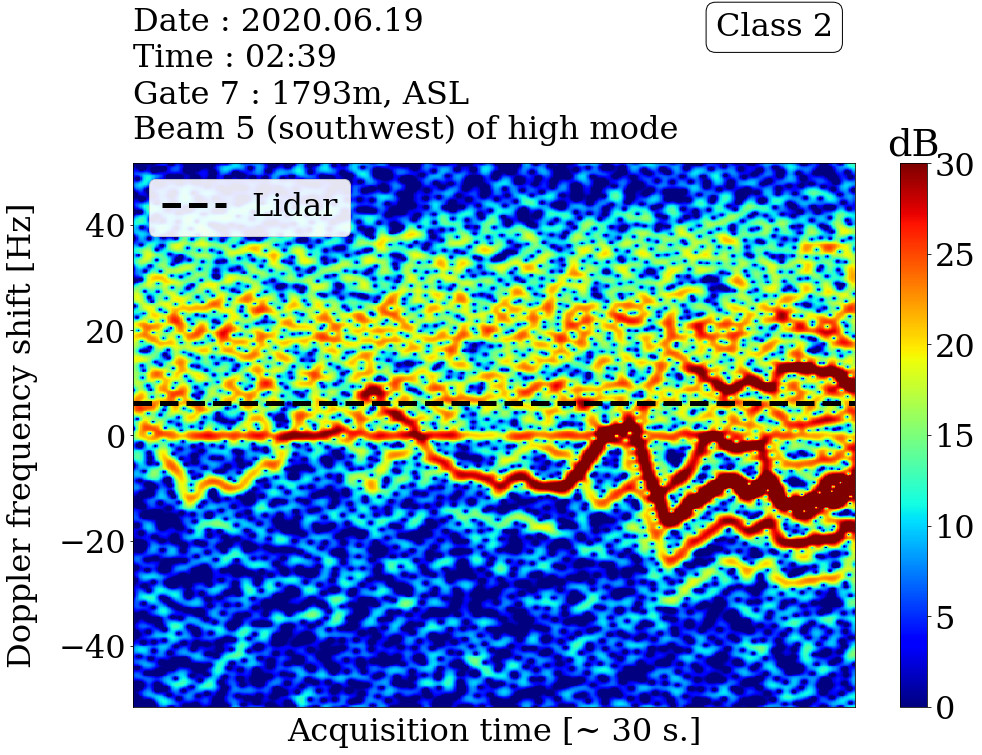 Date : 2020.06.19
Time : 02:39
Gate 7 : 1793m, ASL
Beam 5 (southwest) of high mode
Class 2
dB
Lidar
Doppler frequency shift [Hz]
40
20
0
−20
−40
30
25
20
15
10
5
0
Acquisition time [~ 30 s.]